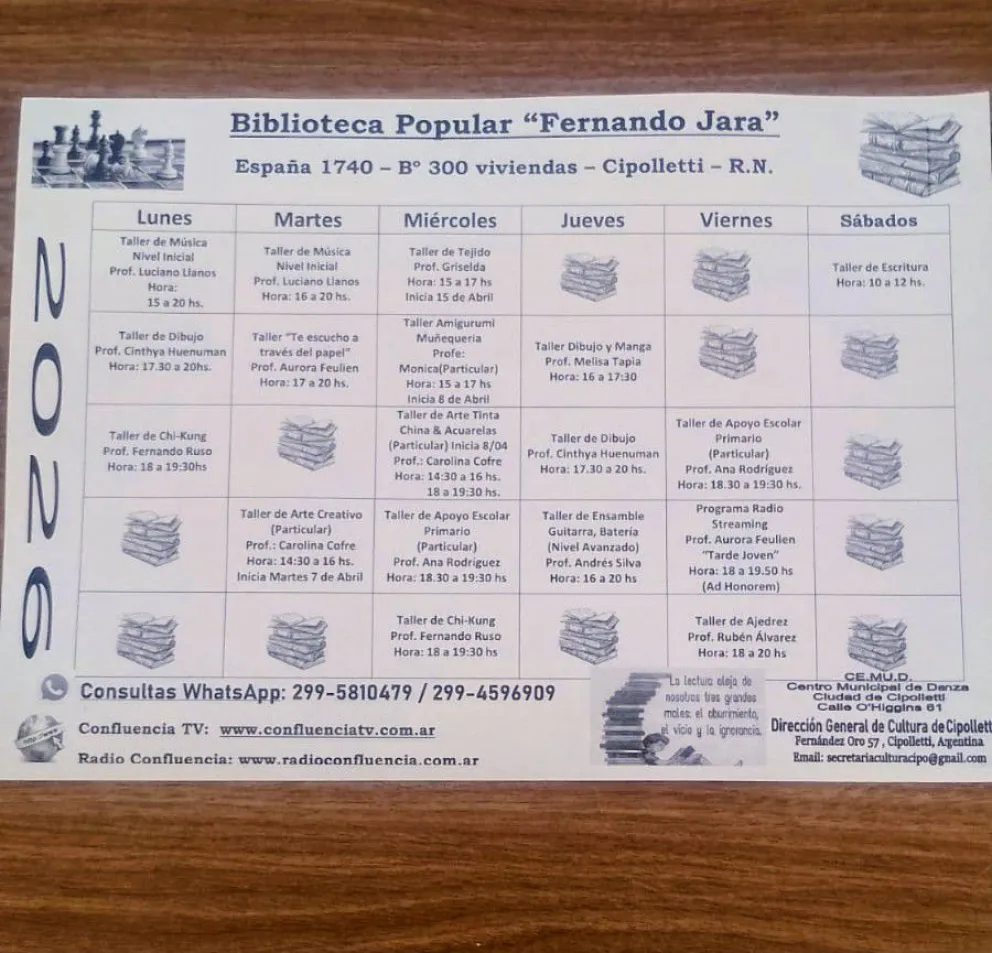 Biblioteca Popular “Fernando Jara”
España 1740 – Bº 300 viviendas – Cipolletti – R.N.
2026
Lunes
Martes
Miércoles
Jueves
Viernes
Sábados
Taller de Música
Nivel Inicial
Prof. Luciano Llanos
Hora:
15 a 20 hs.
Taller de Música
Nivel Inicial
Prof. Luciano Llanos
Hora: 16 a 20 hs.
Taller de Tejido
Prof. Griselda
Hora: 15 a 17 hs
Inicia 15 de Abril
Taller de Escritura
Hora: 10 a 12 hs.
Taller de Dibujo
Prof. Cinthya Huenuman
Hora: 17.30 a 20hs.
Taller “Te escucho a
través del papel”
Prof. Aurora Feulien
Hora: 17 a 20 hs.
Taller Amigurumi
Muñequeria
Profe:
Monica(Particular)
Hora: 15 a 17 hs
Inicia 8 de Abril
Taller Dibujo y Manga
Prof. Melisa Tapia
Hora: 16 a 17:30
Taller de Chi-Kung
Prof. Fernando Ruso
Hora: 18 a 19:30hs
Taller de Arte Tinta
China & Acuarelas
(Particular) Inicia 8/04
Prof.: Carolina Cofre
Hora: 14:30 a 16 hs.
18 a 19:30 hs.
Taller de Dibujo
Prof. Cinthya Huenuman
Hora: 17.30 a 20 hs.
Taller de Apoyo Escolar
Primario
(Particular)
Prof. Ana Rodríguez
Hora: 18.30 a 19:30 hs.
Taller de Arte Creativo
(Particular)
Prof.: Carolina Cofre
Hora: 14:30 a 16 hs.
Inicia Martes 7 de Abril
Taller de Apoyo Escolar
Primario
(Particular)
Prof. Ana Rodríguez
Hora: 18.30 a 19:30 hs
Taller de Ensamble
Guitarra, Batería
(Nivel Avanzado)
Prof. Andrés Silva
Hora: 16 a 20 hs
Programa Radio
Streaming
Prof. Aurora Feulien
“Tarde Joven”
Hora: 18 a 19.50 hs
(Ad Honorem)
Taller de Chi-Kung
Prof. Fernando Ruso
Hora: 18 a 19:30 hs
Taller de Ajedrez
Prof. Rubén Álvarez
Hora: 18 a 20 hs
Consultas WhatsApp: 299-5810479 / 299-4596909
Confluencia TV: www.confluenciatv.com.ar
Radio Confluencia: www.radioconfluencia.com.ar
La lectura aleja de
nosotros tres grandes
males: el aburrimiento,
el vicio y la ignorancia.
CE.MU.D.
Centro Municipal de Danza
Ciudad de Cipolletti
Calle O'Higgins 61
Dirección General de Cultura de Cipollett
Fernández Oro 57 , Cipolletti, Argentina
Email: secretariaculturacipo@gmail.com